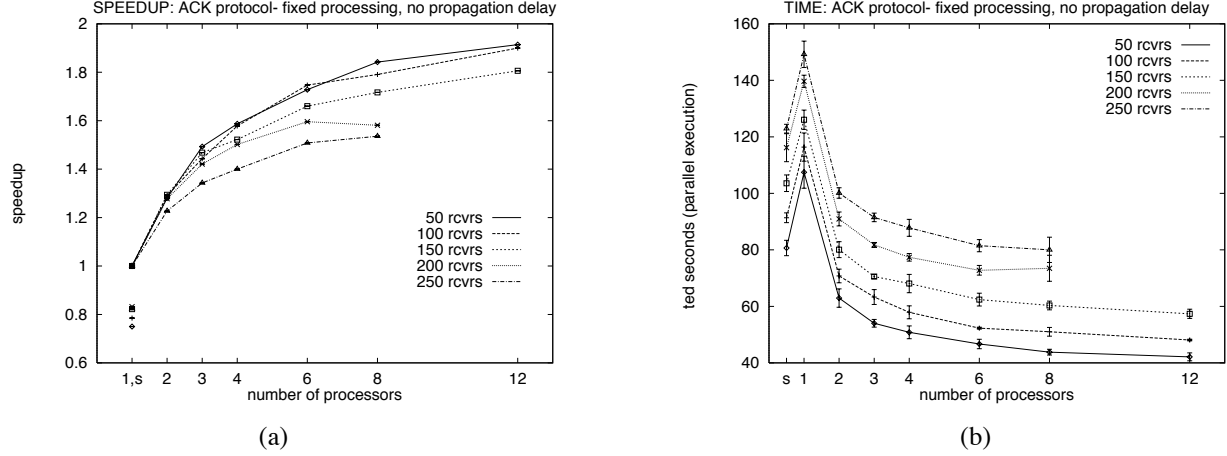 SPEEDUP: ACK protocol- fixed processing, no propagation delay
2
1.8
1.6
1.4
1.2
1
0.8
0.6
speedup
50 rcvrs
100 rcvrs
150 rcvrs
200 rcvrs
250 rcvrs
1,s 2 3 4 6 8 12
number of processors
(a)
TIME: ACK protocol- fixed processing, no propagation delay
160
140
120
100
80
60
40
ted seconds (parallel execution)
50 rcvrs
100 rcvrs
150 rcvrs
200 rcvrs
250 rcvrs
s 1 2 3 4 6 8 12
number of processors
(b)